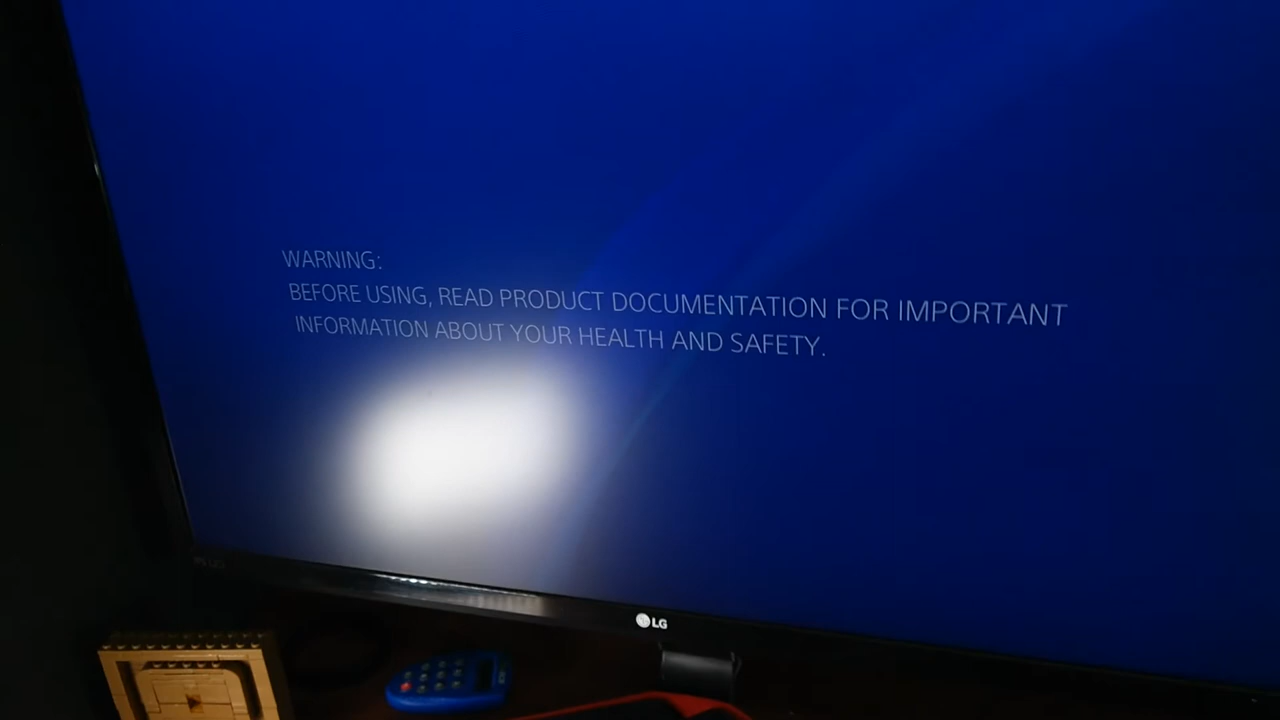 WARNING:
BEFORE USING, READ PRODUCT DOCUMENTATION FOR IMPORTANT
INFORMATION ABOUT YOUR HEALTH AND SAFETY.
LG